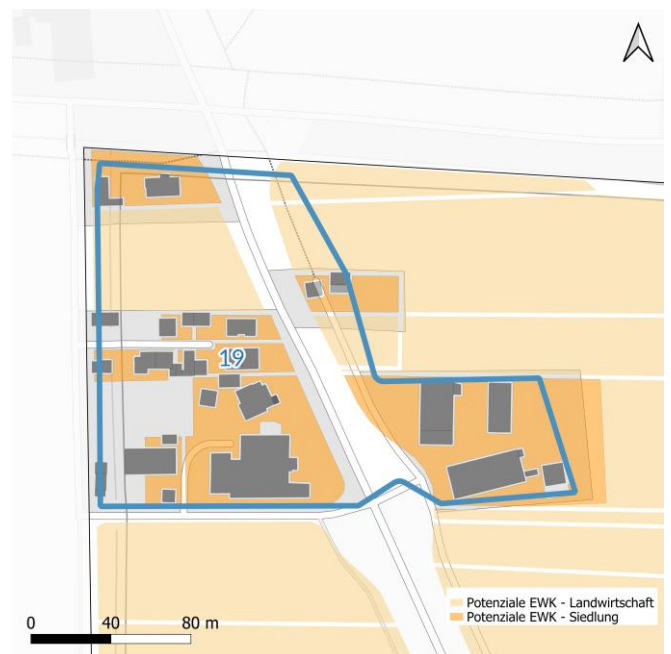 19
Potenziale EWK - Landwirtschaft
Potenziale EWK - Siedlung
0 40 80 m